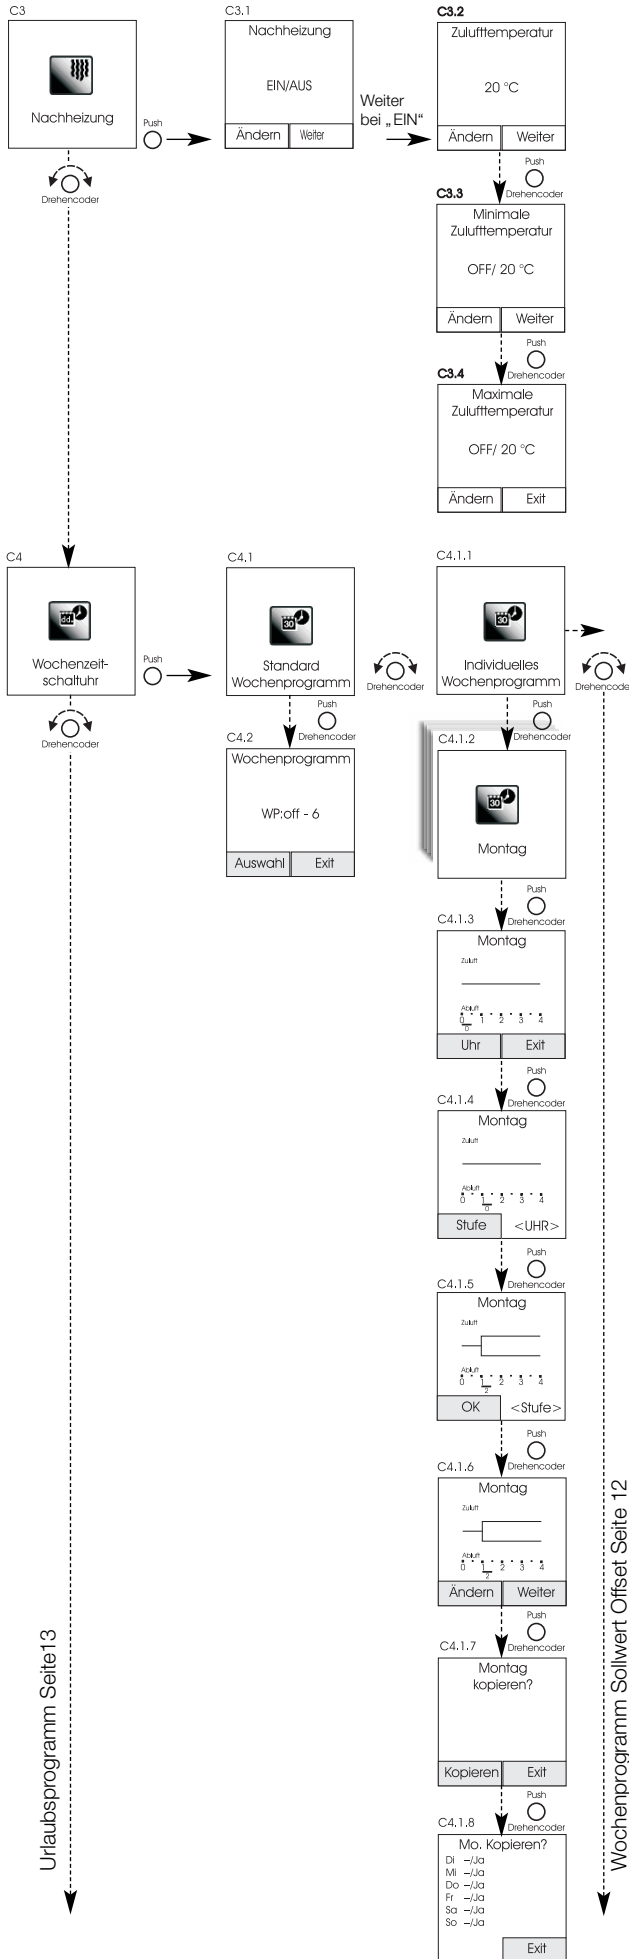 C3
Nachheizung
Push
Drehencoder
C3.1
Nachheizung
EIN/AUS
Ändern Weiter
Weiter
bei „EIN“
C3.2
Zulufttemperatur
20 °C
Ändern Weiter
Push
Drehencoder
C3.3
Minimale
Zulufttemperatur
OFF/ 20 °C
Ändern Weiter
Push
Drehencoder
C3.4
Maximale
Zulufttemperatur
OFF/ 20 °C
Ändern Exit
C4
dd.
Wochenzeit-
schaltuhr
Push
Drehencoder
C4.1
30
Standard
Wochenprogramm
Push
Drehencoder
C4.2
Wochenprogramm
WP:off - 6
Auswahl Exit
Drehencoder
C4.1.1
30
Individuelles
Wochenprogramm
Drehencode
Push
Drehencoder
C4.1.2
30
Montag
Push
Drehencoder
C4.1.3
Montag
Zuluft
Abluft
0 1 2 3 4
0
Uhr Exit
Push
Drehencoder
C4.1.4
Montag
Zuluft
Abluft
0 1 2 3 4
0
Stufe <UHR>
Push
Drehencoder
C4.1.5
Montag
Zuluft
Abluft
0 1 2 3 4
2
OK <Stufe>
Push
Drehencoder
C4.1.6
Montag
Zuluft
Abluft
0 1 2 3 4
2
Ändern Weiter
Push
Drehencoder
C4.1.7
Montag
kopieren?
Kopieren Exit
Push
Drehencoder
C4.1.8
Mo. Kopieren?
Di –/Ja
Mi –/Ja
Do –/Ja
Fr –/Ja
Sa –/Ja
So –/Ja
Exit
Urlaubsprogramm Seite13
Wochenprogramm Sollwert Offset Seite 12